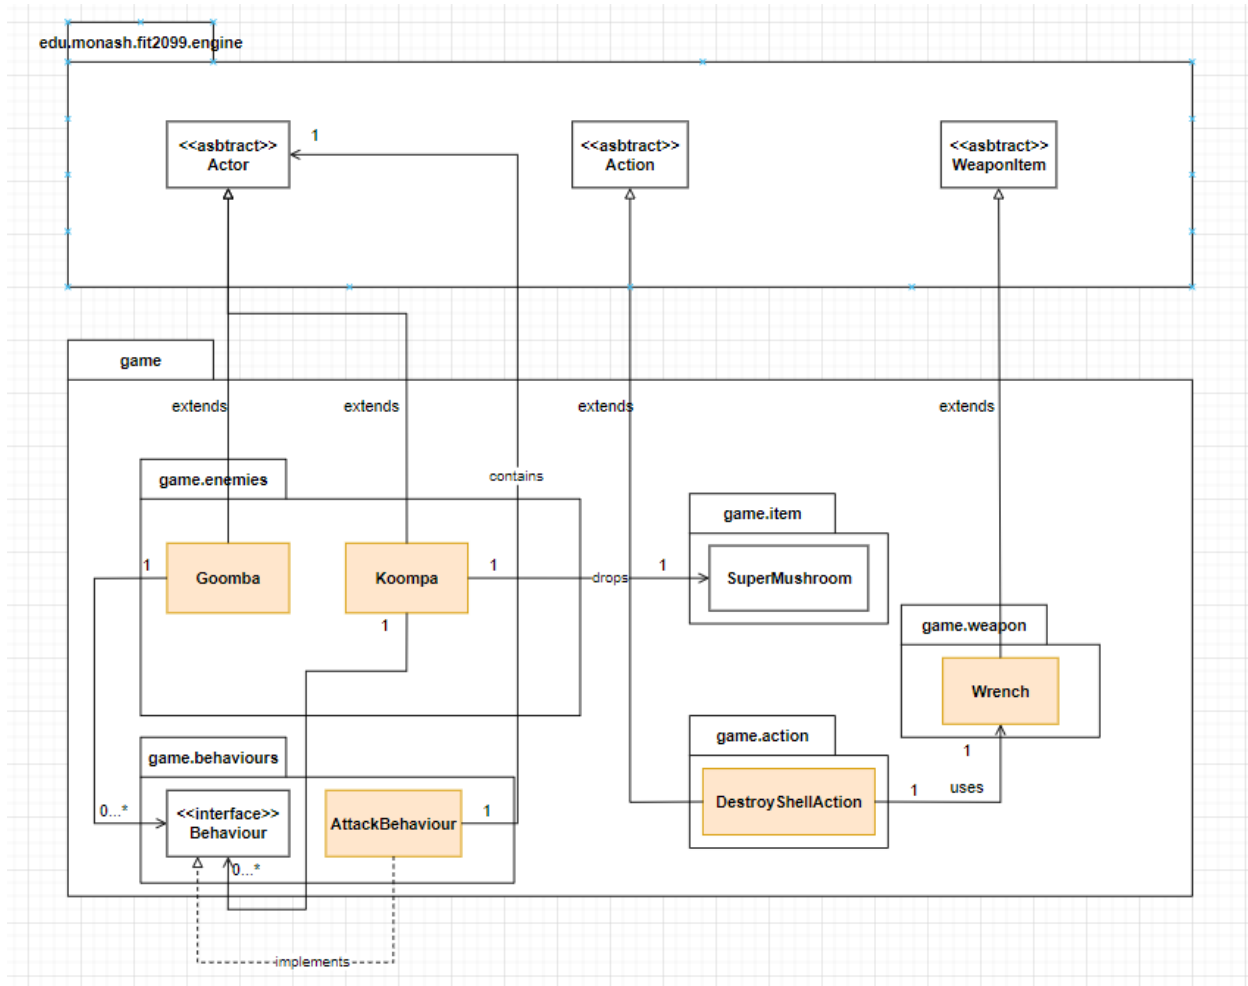 edu.monash.fit2099.engine
<<asbtract>>
Actor
1
<<asbtract>>
Action
<<asbtract>>
WeaponItem
game
extends
extends
extends
extends
game.enemies
contains
game.item
Goomba
1
Koompa
1
1
drops
1
SuperMushroom
game.weapon
Wrench
1
game.behaviours
<<interface>>
Behaviour
0...*
0...*
AttackBehaviour
1
game.action
DestroyShellAction
1
uses
implements